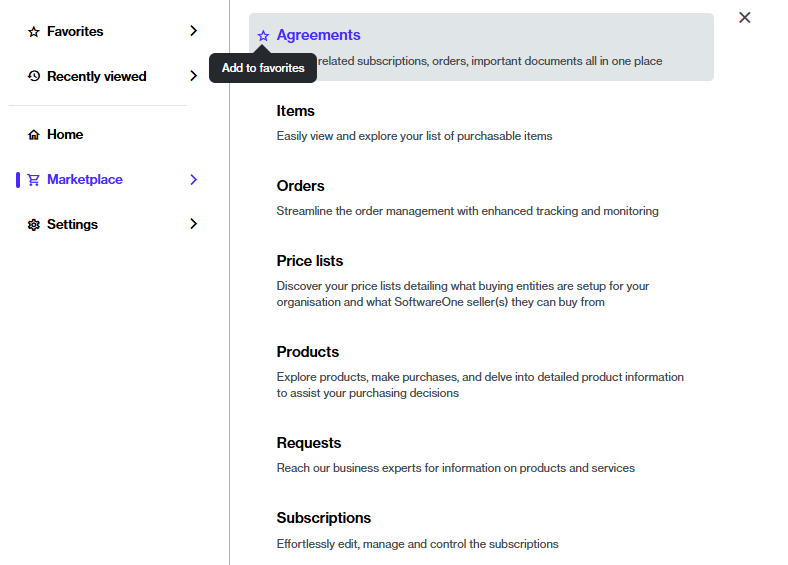 Favorites
Recently viewed
Home
Marketplace
Settings
Agreements
Add to favorites
related subscriptions, orders, important documents all in one place
Items
Easily view and explore your list of purchasable items
Orders
Streamline the order management with enhanced tracking and monitoring
Price lists
Discover your price lists detailing what buying entities are setup for your
organisation and what SoftwareOne seller(s) they can buy from
Products
Explore products, make purchases, and delve into detailed product information
to assist your purchasing decisions
Requests
Reach our business experts for information on products and services
Subscriptions
Effortlessly edit, manage and control the subscriptions